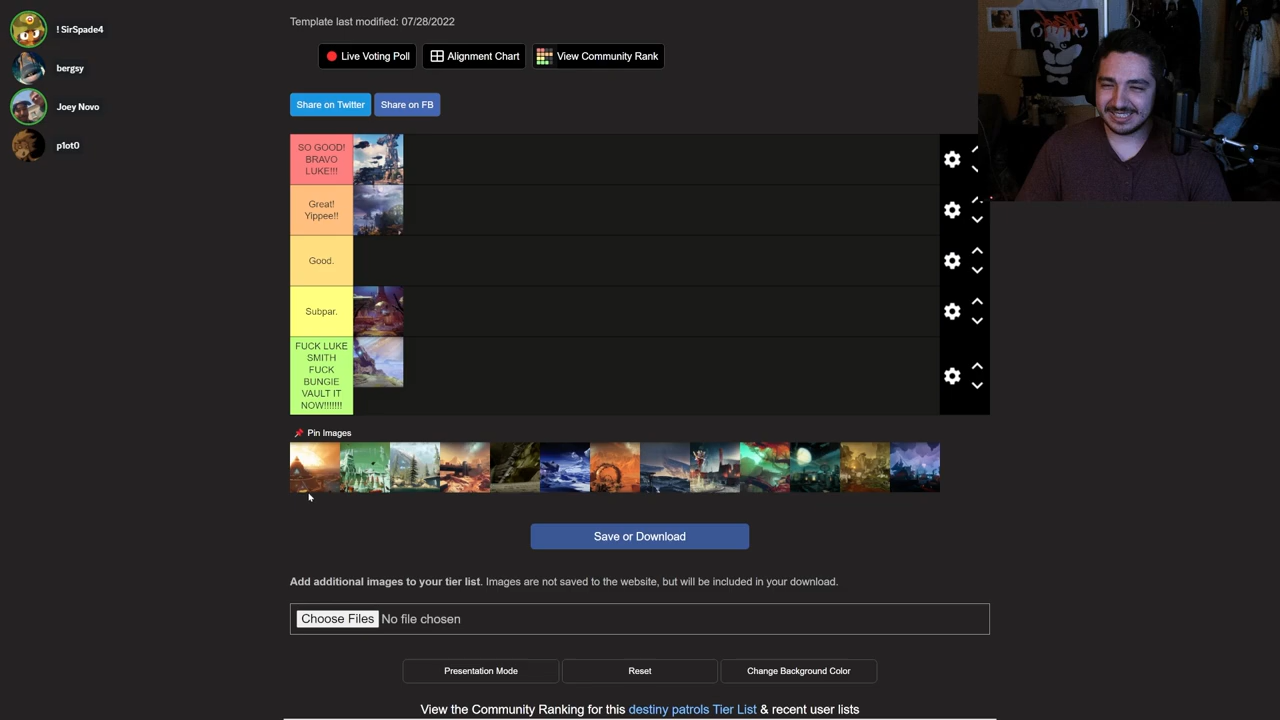 ! SirSpade4
bergsy
Joey Novo
p1ot0
Template last modified: 07/28/2022
Live Voting Poll
Alignment Chart
View Community Rank
Share on Twitter
Share on FB
SO GOOD!
BRAVO
LUKE!!!
Great!
Yippee!!
Good.
Subpar.
FUCK LUKE
SMITH
FUCK
BUNGIE
VAULT IT
NOW!!!!!!!
Pin Images
Save or Download
Add additional images to your tier list. Images are not saved to the website, but will be included in your download.
Choose Files No file chosen
Presentation Mode
Reset
Change Background Color
View the Community Ranking for this destiny patrols Tier List & recent user lists